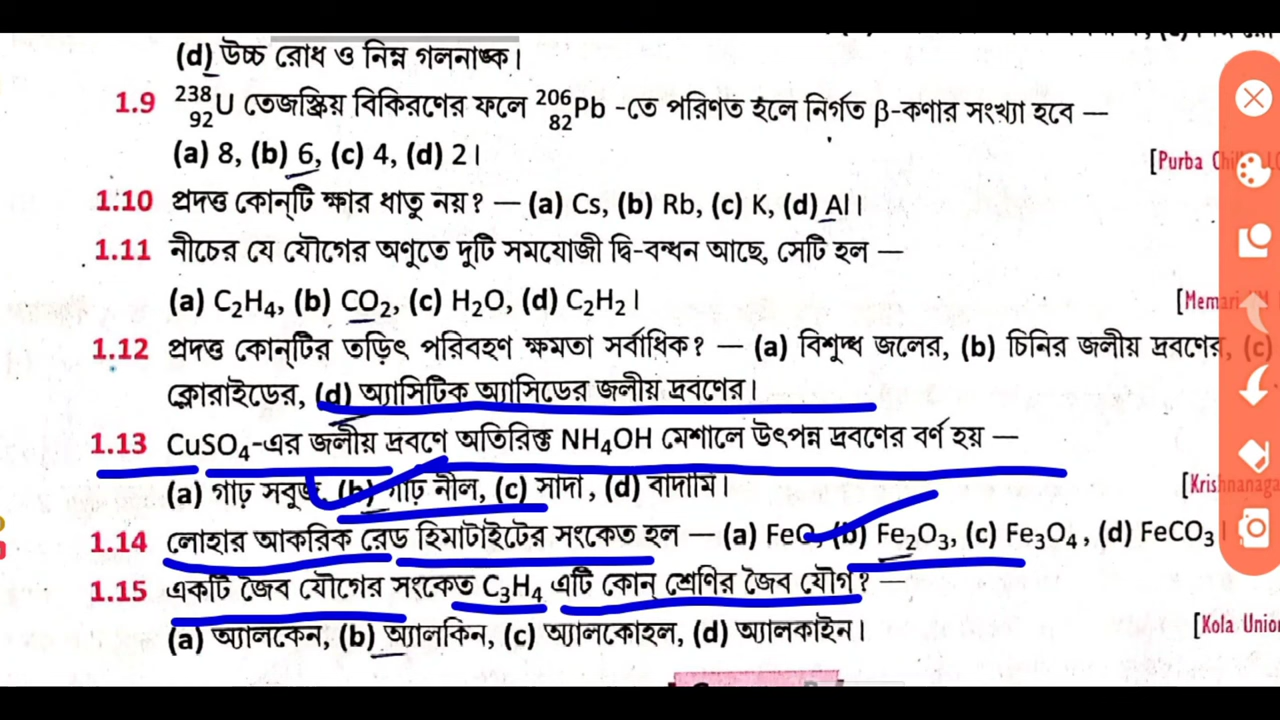 (d) উচ্চ রোধ ও নিম্ন গলনাঙ্ক।
1.9 ²³⁸₉₂U তেজস্ক্রিয় বিকিরণের ফলে ²⁰⁶₈₂Pb -তে পরিণত হলে নির্গত β-কণার সংখ্যা হবে —
(a) 8, (b) 6, (c) 4, (d) 2। [Purba
1.10 প্রদত্ত কোন্‌টি ক্ষার ধাতু নয়? — (a) Cs, (b) Rb, (c) K, (d) Al।
1.11 নীচের যে যৌগের অণুতে দুটি সমযোজী দ্বি-বন্ধন আছে, সেটি হল —
(a) C₂H₄, (b) CO₂, (c) H₂O, (d) C₂H₂। [Memari
1.12 প্রদত্ত কোন্‌টির তড়িৎ পরিবহণ ক্ষমতা সর্বাধিক? — (a) বিশুদ্ধ জলের, (b) চিনির জলীয় দ্রবণের, (c)
ক্লোরাইডের, (d) অ্যাসিটিক অ্যাসিডের জলীয় দ্রবণের।
1.13 CuSO₄-এর জলীয় দ্রবণে অতিরিক্ত NH₄OH মেশালে উৎপন্ন দ্রবণের বর্ণ হয় —
(a) গাঢ় সবুজ, (b) গাঢ় নীল, (c) সাদা, (d) বাদামি। [Krishnanaga
1.14 লোহার আকরিক রেড হিমাটাইটের সংকেত হল — (a) FeO, (b) Fe₂O₃, (c) Fe₃O₄, (d) FeCO₃।
1.15 একটি জৈব যৌগের সংকেত C₃H₄ এটি কোন্ শ্রেণির জৈব যৌগ? —
(a) অ্যালকেন, (b) অ্যালকিন, (c) অ্যালকোহল, (d) অ্যালকাইন। [Kola Unio